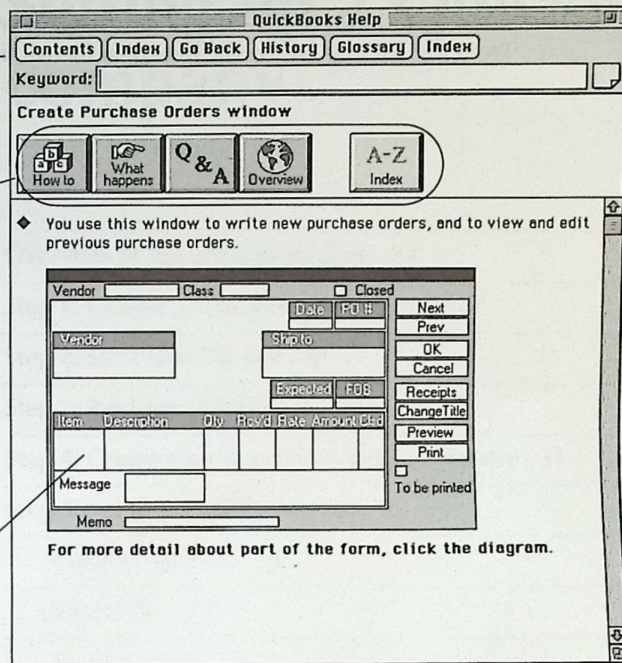 QuickBooks Help
Contents Index Go Back History Glossary Index
Keyword:
Create Purchase Orders window
How to What happens Q & A Overview A-Z Index
You use this window to write new purchase orders, and to view and edit
previous purchase orders.
Vendor Class Closed
Date PO #
Next
Prev
Vendor Ship to
OK
Cancel
Expected FOB
Receipts
ChangeTitle
Item Description Qty Rcv'd Rate Amount Cl'd
Preview
Print
Message
To be printed
Memo
For more detail about part of the form, click the diagram.